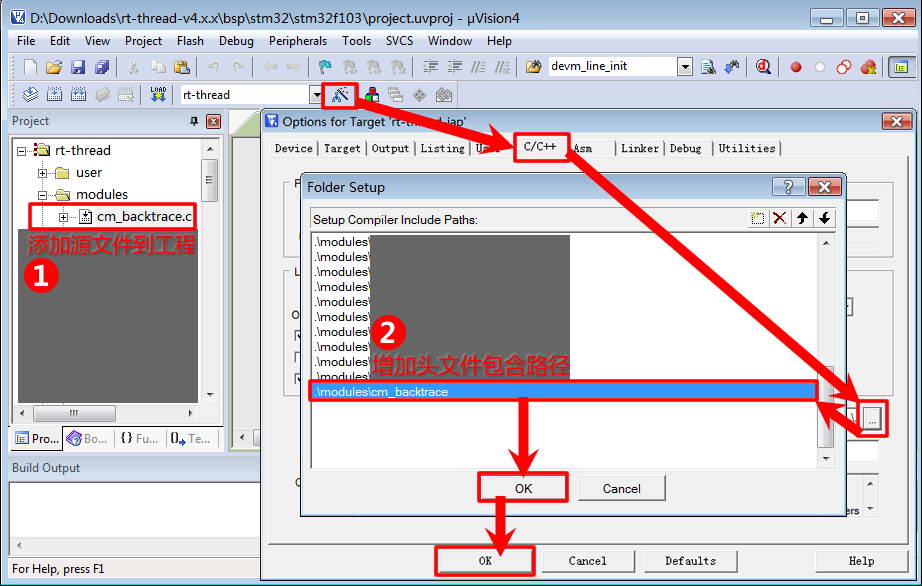 D:\Downloads\rt-thread-v4.x.x\bsp\stm32\stm32f103\project.uvproj - µVision4
File Edit View Project Flash Debug Peripherals Tools SVCS Window Help
devm_line_init
LOAD
rt-thread
Project
rt-thread
user
modules
cm_backtrace.c
添加源文件到工程
1
Pro... Bo... {} Fu... Te...
Build Output
For Help, press F1
Options for Target 'rt-thread-iap'
Device Target Output Listing C/C++ Asm Linker Debug Utilities
Folder Setup
Setup Compiler Include Paths:
.\modules\
.\modules\
.\modules\
.\modules\
.\modules\
.\modules\
.\modules\
.\modules\
.\modules\
.\modules\
2
增加头文件包含路径
.\modules\cm_backtrace
...
OK Cancel
OK Cancel Defaults Help